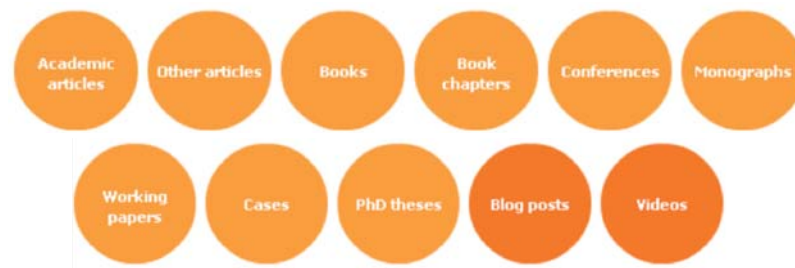 Academic
articles
Other articles
Books
Book
chapters
Conferences
Monographs
Working
papers
Cases
PhD theses
Blog posts
Videos